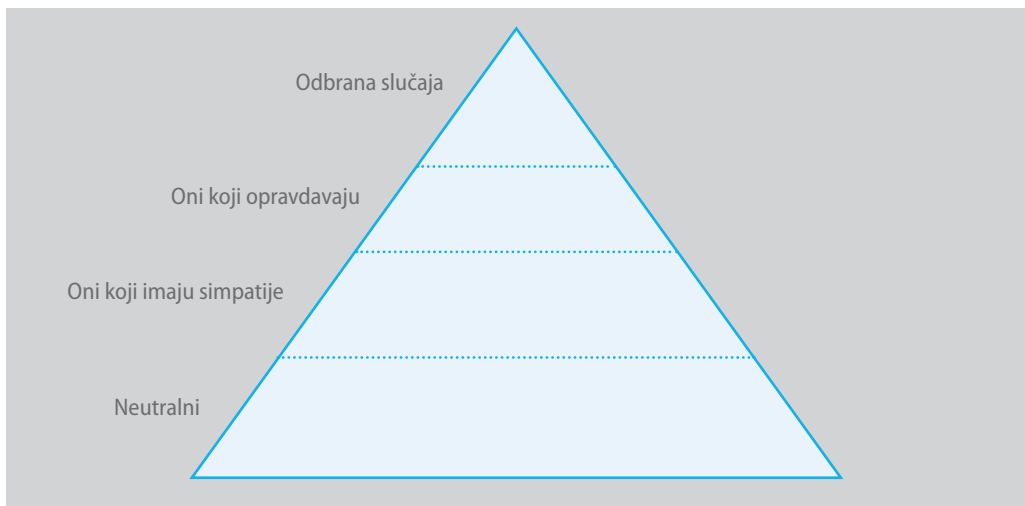 Odbrana slučaja
Oni koji opravdavaju
Oni koji imaju simpatije
Neutralni